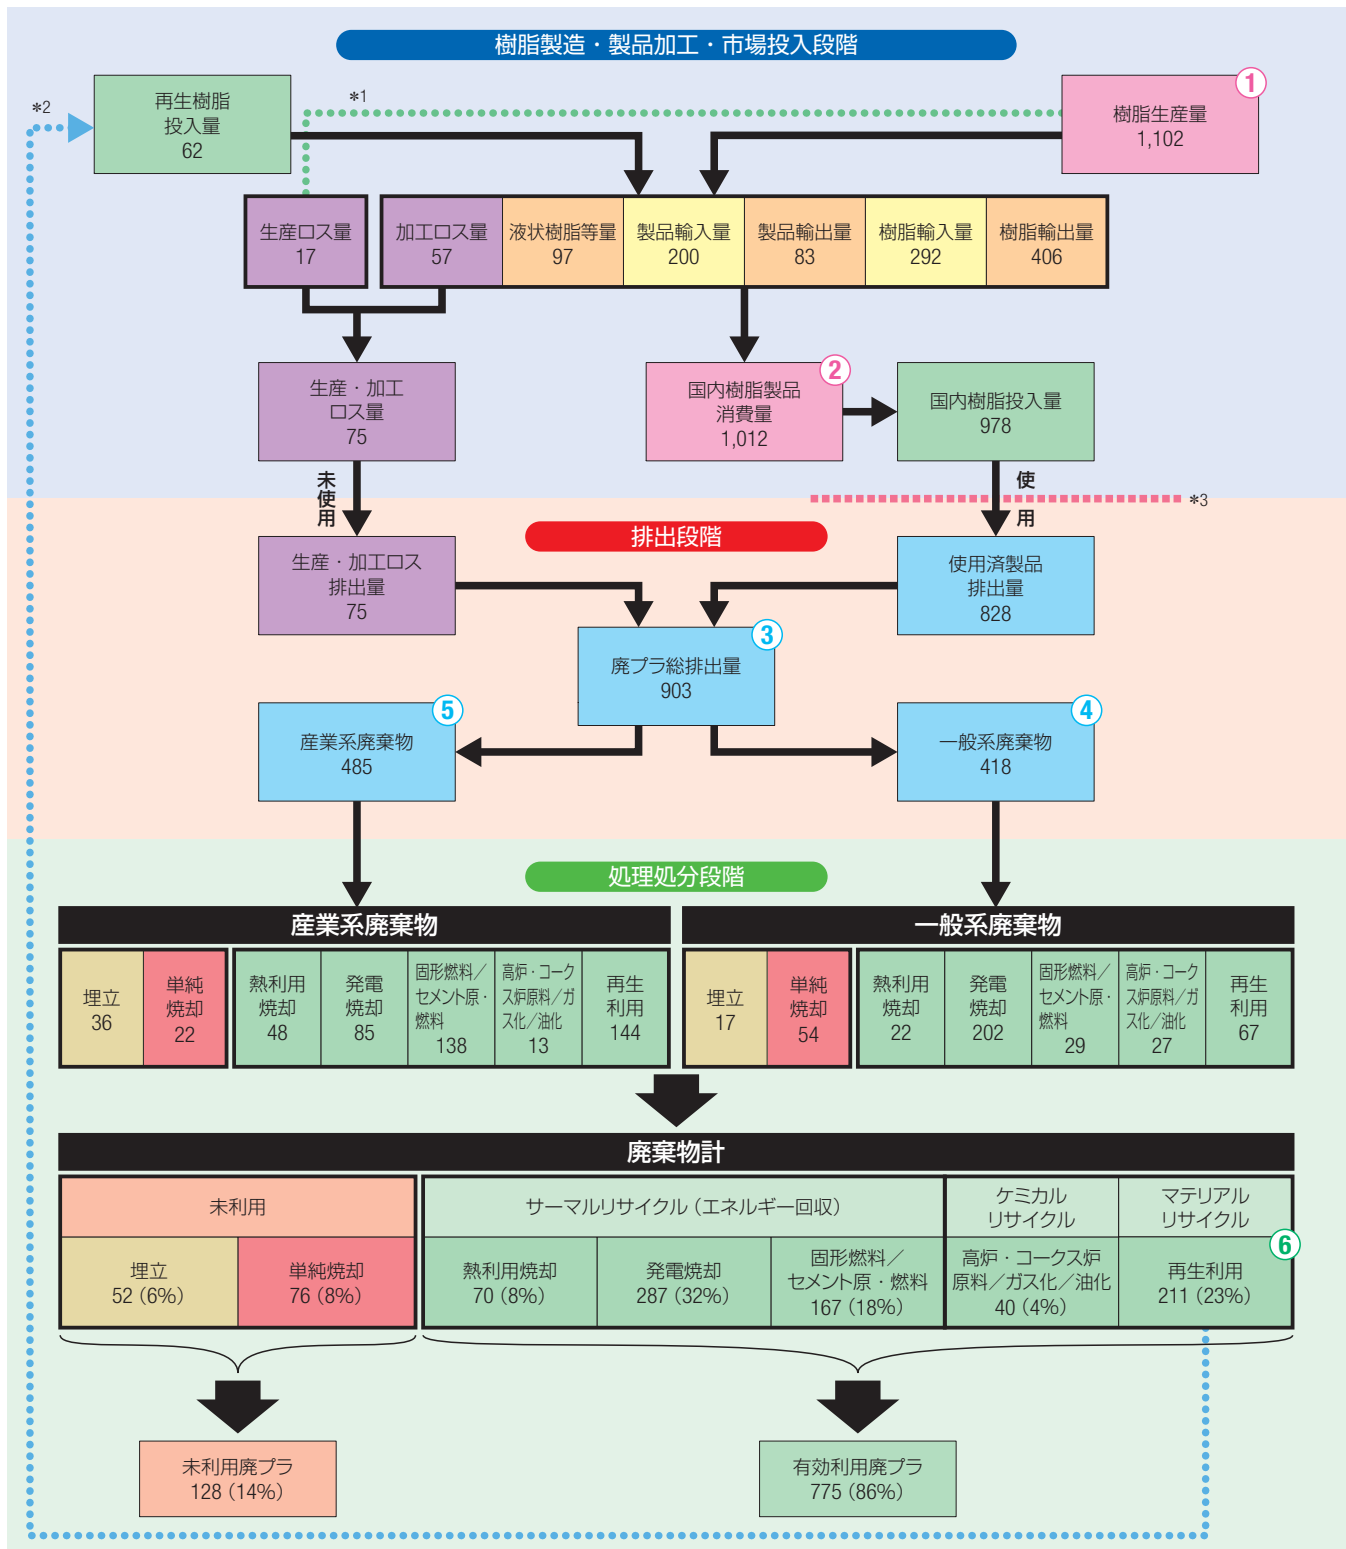 樹脂製造・製品加工・市場投入段階
*2
再生樹脂
投入量
62
*1
樹脂生産量
1,102
①
生産ロス量
17
加工ロス量
57
液状樹脂等量
97
製品輸入量
200
製品輸出量
83
樹脂輸入量
292
樹脂輸出量
406
生産・加工
ロス量
75
国内樹脂製品
消費量
1,012
②
国内樹脂投入量
978
未使用
使用
*3
排出段階
生産・加工ロス
排出量
75
使用済製品
排出量
828
廃プラ総排出量
903
③
産業系廃棄物
485
⑤
一般系廃棄物
418
④
処理処分段階
産業系廃棄物
埋立
36
単純
焼却
22
熱利用
焼却
48
発電
焼却
85
固形燃料／
セメント原・
燃料
138
高炉・コーク
ス炉原料／ガ
ス化／油化
13
再生
利用
144
一般系廃棄物
埋立
17
単純
焼却
54
熱利用
焼却
22
発電
焼却
202
固形燃料／
セメント原・
燃料
29
高炉・コーク
ス炉原料／ガ
ス化／油化
27
再生
利用
67
廃棄物計
未利用
サーマルリサイクル（エネルギー回収）
ケミカル
リサイクル
マテリアル
リサイクル
埋立
52（6%）
単純焼却
76（8%）
熱利用焼却
70（8%）
発電焼却
287（32%）
固形燃料／
セメント原・燃料
167（18%）
高炉・コークス炉
原料／ガス化／油化
40（4%）
再生利用
211（23%）
⑥
未利用廃プラ
128（14%）
有効利用廃プラ
775（86%）